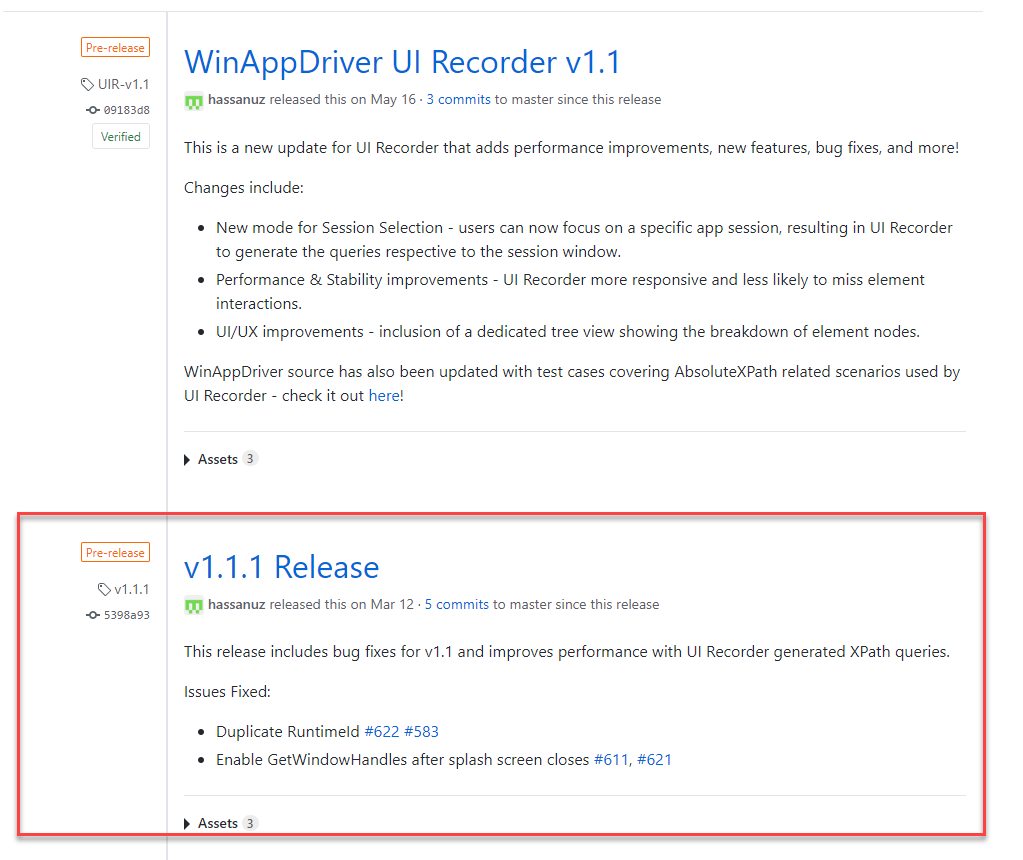 Pre-release
UIR-v1.1
09183d8
Verified
WinAppDriver UI Recorder v1.1
hassanuz released this on May 16 · 3 commits to master since this release
This is a new update for UI Recorder that adds performance improvements, new features, bug fixes, and more!
Changes include:
• New mode for Session Selection - users can now focus on a specific app session, resulting in UI Recorder
to generate the queries respective to the session window.
• Performance & Stability improvements - UI Recorder more responsive and less likely to miss element
interactions.
• UI/UX improvements - inclusion of a dedicated tree view showing the breakdown of element nodes.
WinAppDriver source has also been updated with test cases covering AbsoluteXPath related scenarios used by
UI Recorder - check it out here!
Assets 3
Pre-release
v1.1.1
5398a93
v1.1.1 Release
hassanuz released this on Mar 12 · 5 commits to master since this release
This release includes bug fixes for v1.1 and improves performance with UI Recorder generated XPath queries.
Issues Fixed:
• Duplicate RuntimeId #622 #583
• Enable GetWindowHandles after splash screen closes #611, #621
Assets 3